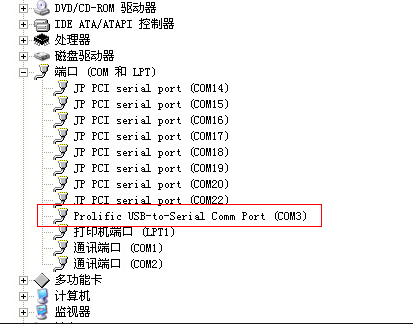 DVD/CD-ROM 驱动器
IDE ATA/ATAPI 控制器
处理器
磁盘驱动器
端口 (COM 和 LPT)
JP PCI serial port (COM14)
JP PCI serial port (COM15)
JP PCI serial port (COM16)
JP PCI serial port (COM17)
JP PCI serial port (COM18)
JP PCI serial port (COM19)
JP PCI serial port (COM20)
JP PCI serial port (COM22)
Prolific USB-to-Serial Comm Port (COM3)
打印机端口 (LPT1)
通讯端口 (COM1)
通讯端口 (COM2)
多功能卡
计算机
监视器